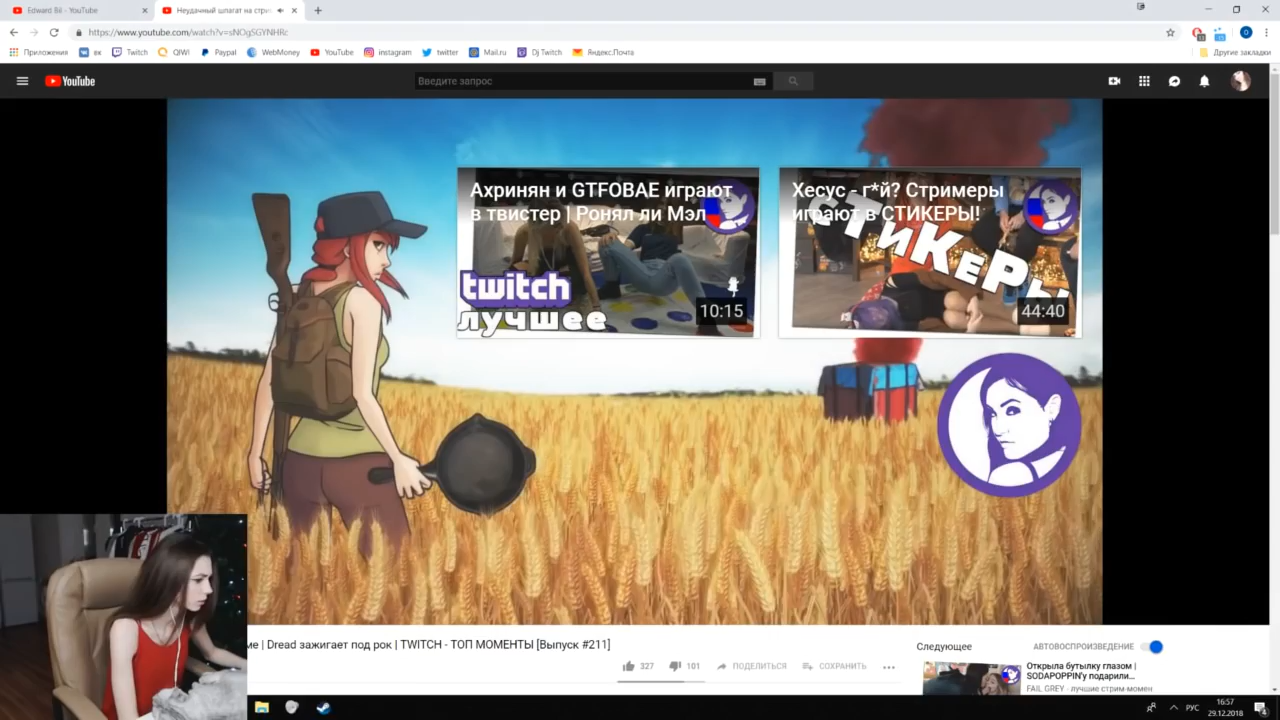 Edward Bil - YouTube
Неудачный шпагат на стри
https://www.youtube.com/watch?v=sNOgSGYNHRc
Приложения
вк
Twitch
QIWI
Paypal
WebMoney
YouTube
instagram
twitter
Mail.ru
Dj Twitch
Яндекс.Почта
Другие закладки
YouTube
Введите запрос
Ахринян и GTFOBAE играют
в твистер | Ронял ли Мэл
twitch
лучшее
10:15
Хесус - г*й? Стримеры
играют в СТИКЕРЫ!
СТиКеРы
44:40
ме | Dread зажигает под рок | TWITCH - ТОП МОМЕНТЫ [Выпуск #211]
327
101
ПОДЕЛИТЬСЯ
СОХРАНИТЬ
Следующее
АВТОВОСПРОИЗВЕДЕНИЕ
Открыла бутылку глазом |
SODAPOPPIN'у подарили...
FAIL GREY - лучшие стрим-момен
РУС
16:57
29.12.2018
4